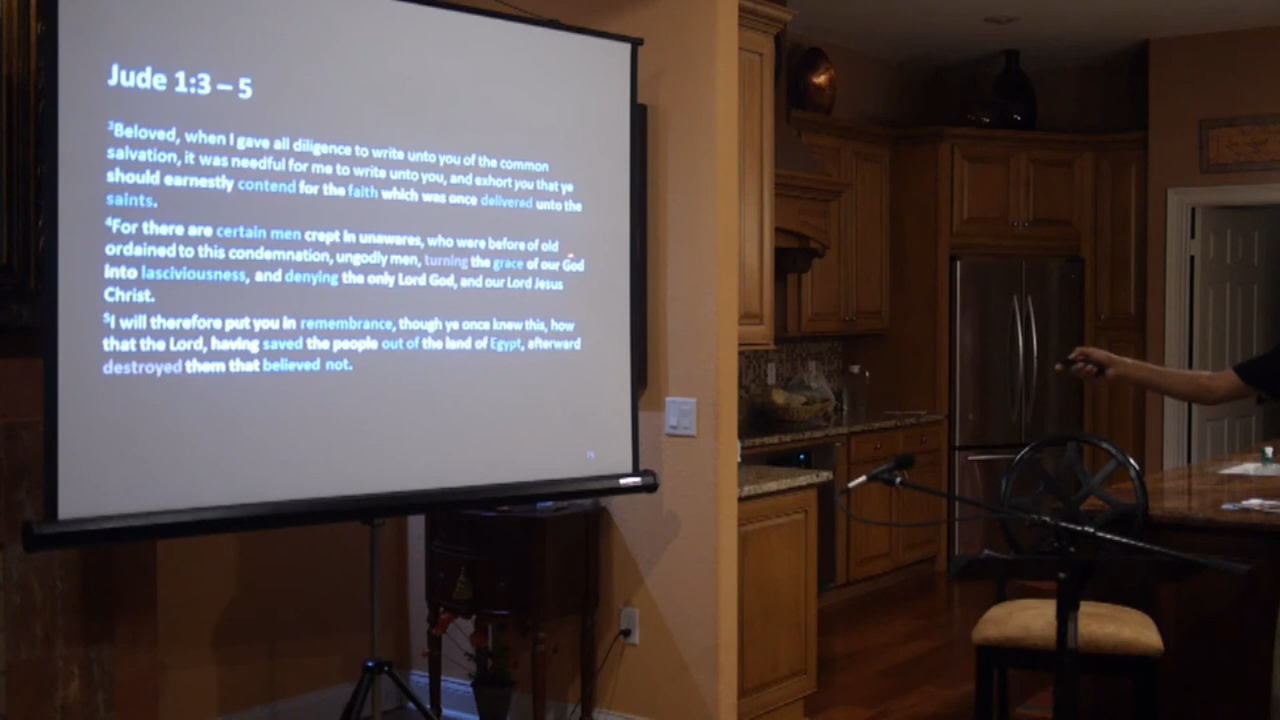 Jude 1:3 – 5
³Beloved, when I gave all diligence to write unto you of the common
salvation, it was needful for me to write unto you, and exhort you that ye
should earnestly contend for the faith which was once delivered unto the
saints.
⁴For there are certain men crept in unawares, who were before of old
ordained to this condemnation, ungodly men, turning the grace of our God
into lasciviousness, and denying the only Lord God, and our Lord Jesus
Christ.
⁵I will therefore put you in remembrance, though ye once knew this, how
that the Lord, having saved the people out of the land of Egypt, afterward
destroyed them that believed not.